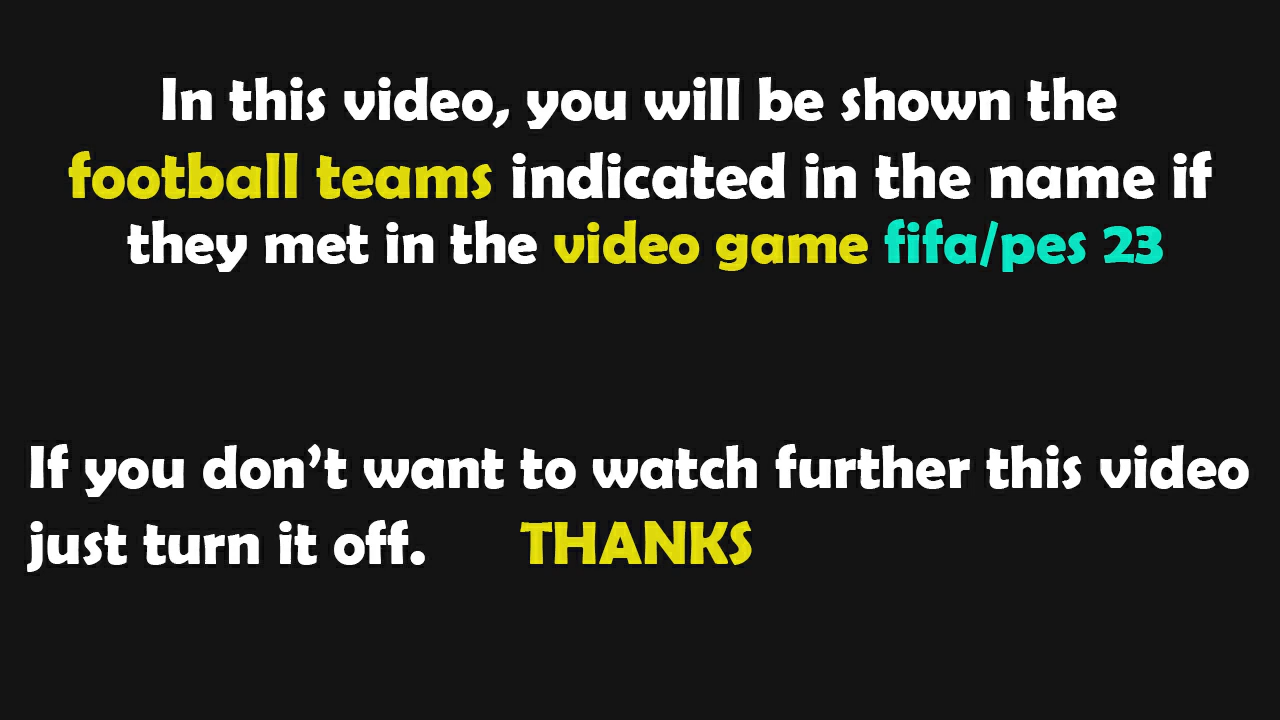 In this video, you will be shown the
football teams indicated in the name if
they met in the video game fifa/pes 23
If you don't want to watch further this video
just turn it off. THANKS